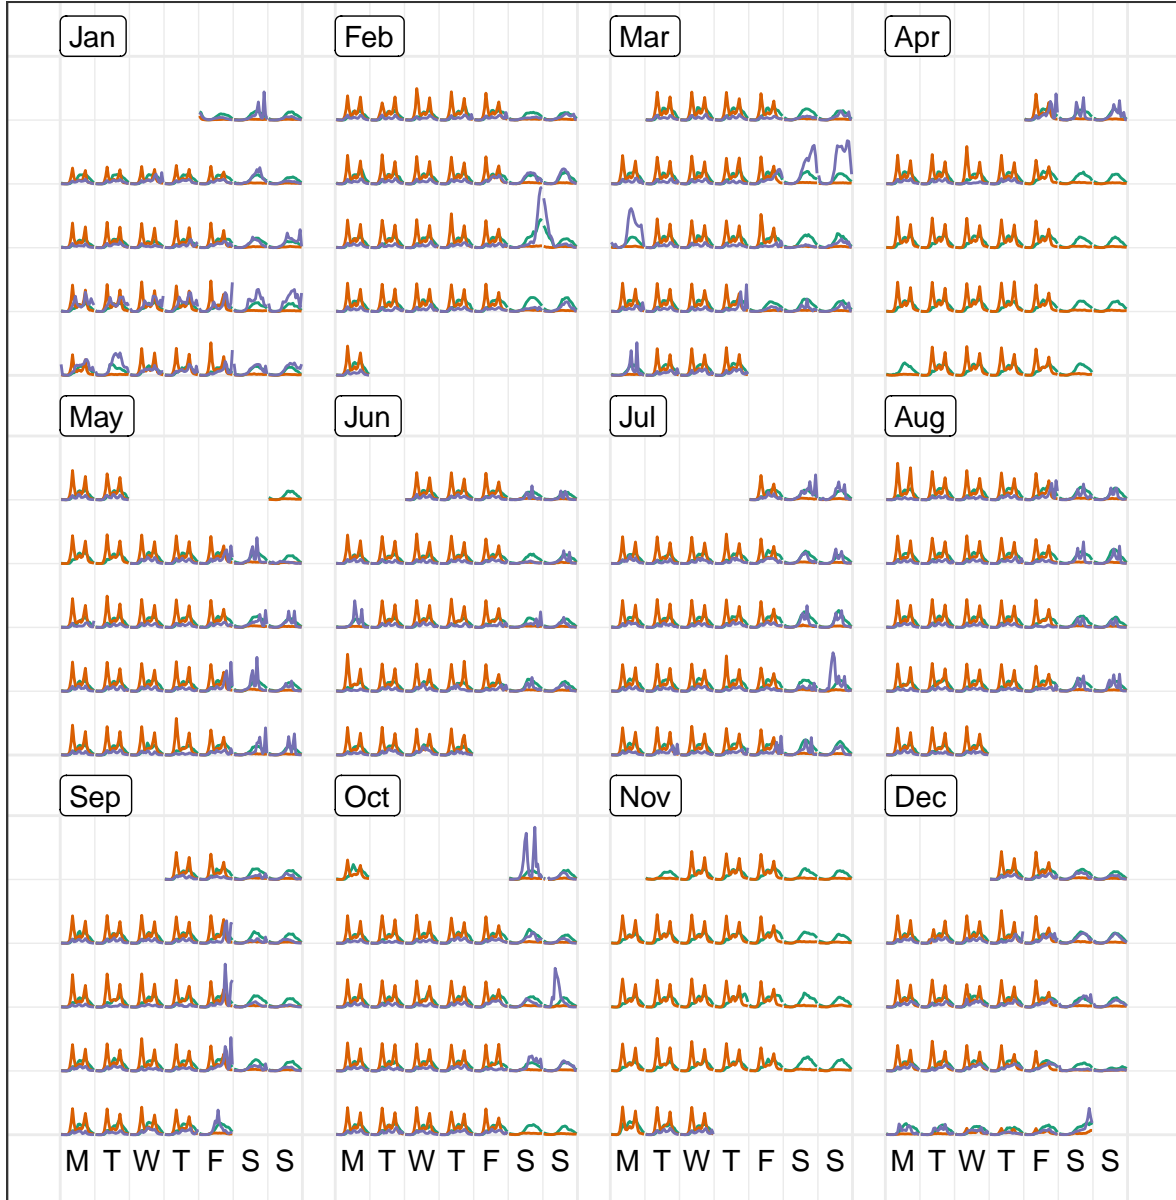 Jan Feb Mar Apr
May Jun Jul Aug
Sep Oct Nov Dec
M T W T F S S M T W T F S S M T W T F S S M T W T F S S